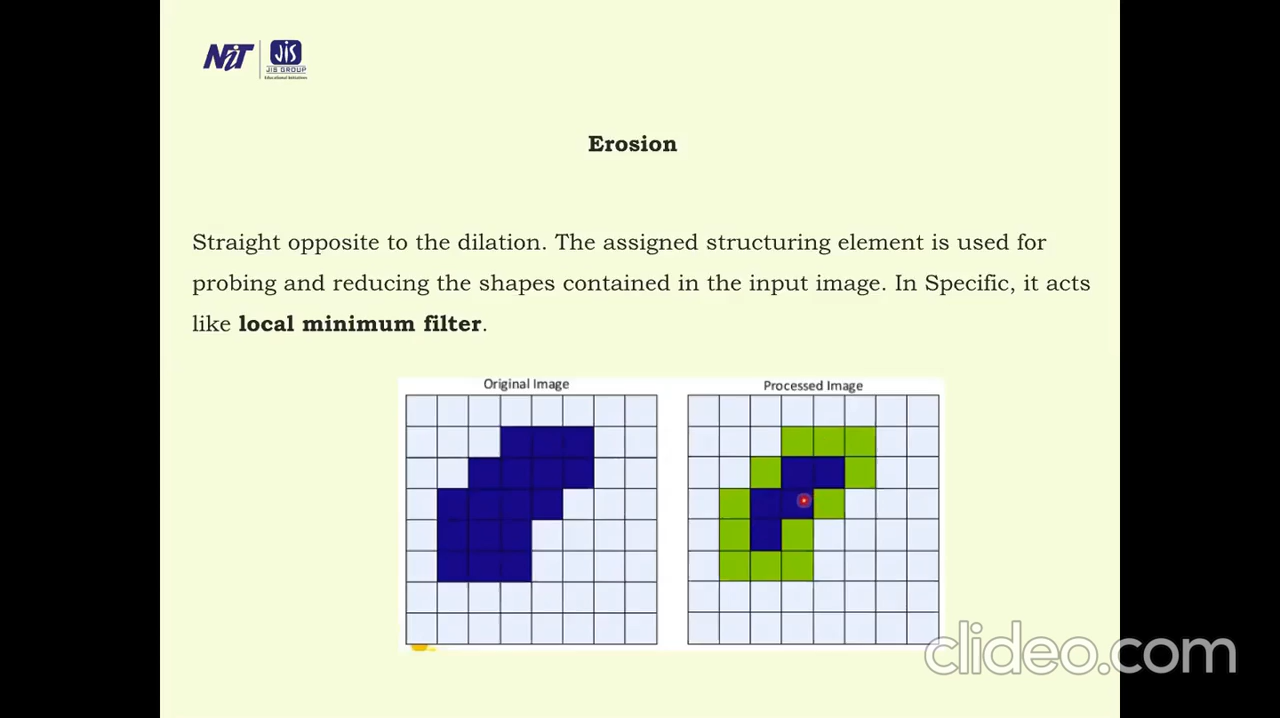 NiT
JiS
JIS GROUP
Educational Initiatives
Erosion
Straight opposite to the dilation. The assigned structuring element is used for
probing and reducing the shapes contained in the input image. In Specific, it acts
like local minimum filter.
Original Image
Processed Image
clideo.com